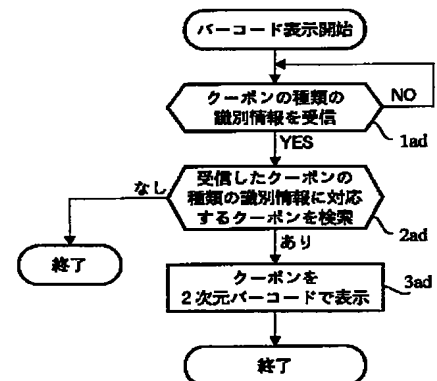 バーコード表示開始
クーポンの種類の
識別情報を受信
NO
1ad
YES
受信したクーポンの
種類の識別情報に対応
するクーポンを検索
なし
2ad
あり
終了
クーポンを
2次元バーコードで表示
3ad
終了